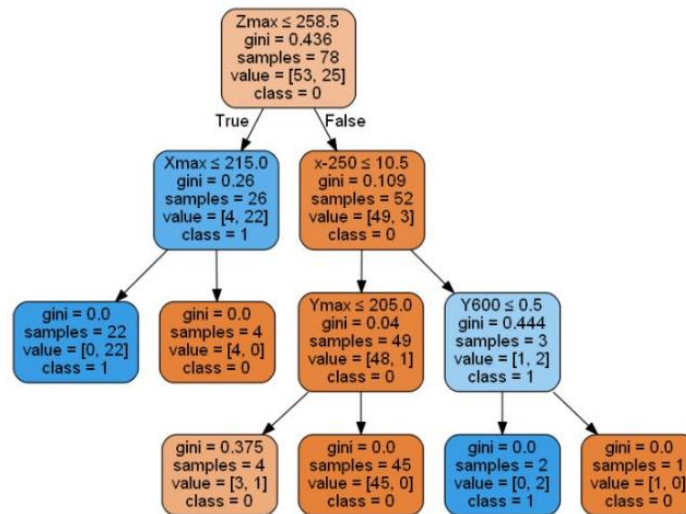 Zmax ≤ 258.5
gini = 0.436
samples = 78
value = [53, 25]
class = 0
True
False
Xmax ≤ 215.0
gini = 0.26
samples = 26
value = [4, 22]
class = 1
x-250 ≤ 10.5
gini = 0.109
samples = 52
value = [49, 3]
class = 0
gini = 0.0
samples = 22
value = [0, 22]
class = 1
gini = 0.0
samples = 4
value = [4, 0]
class = 0
Ymax ≤ 205.0
gini = 0.04
samples = 49
value = [48, 1]
class = 0
Y600 ≤ 0.5
gini = 0.444
samples = 3
value = [1, 2]
class = 1
gini = 0.375
samples = 4
value = [3, 1]
class = 0
gini = 0.0
samples = 45
value = [45, 0]
class = 0
gini = 0.0
samples = 2
value = [0, 2]
class = 1
gini = 0.0
samples = 1
value = [1, 0]
class = 0